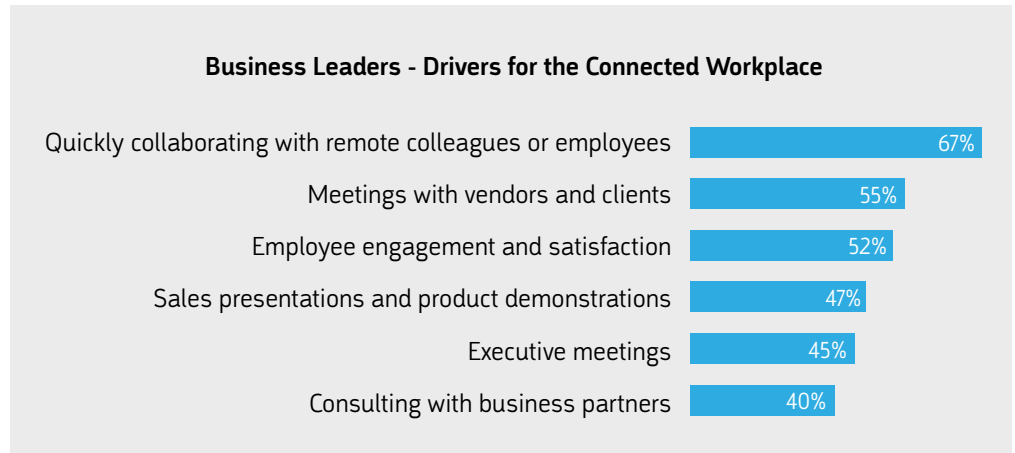 Business Leaders - Drivers for the Connected Workplace
Quickly collaborating with remote colleagues or employees 67%
Meetings with vendors and clients 55%
Employee engagement and satisfaction 52%
Sales presentations and product demonstrations 47%
Executive meetings 45%
Consulting with business partners 40%